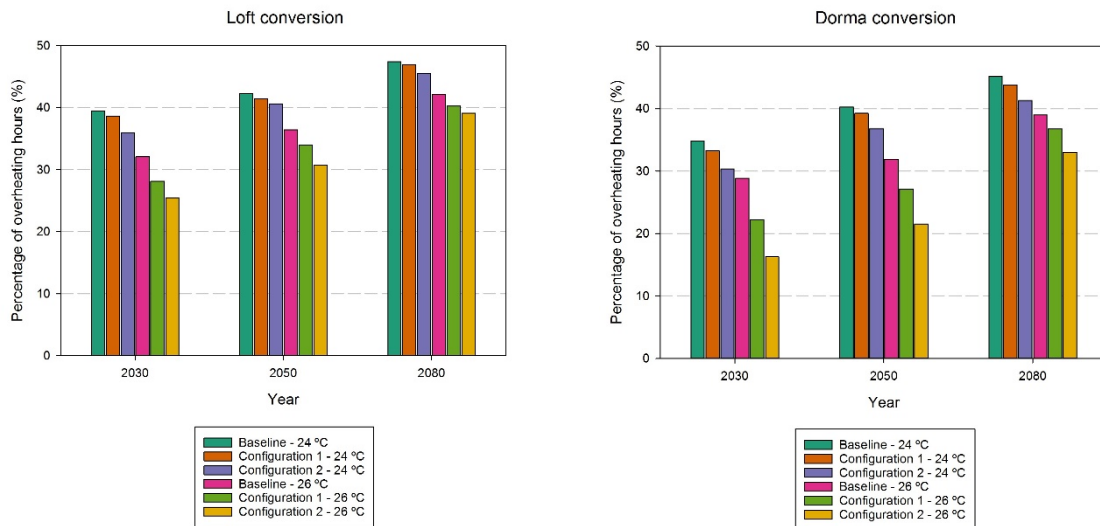 Loft conversion
Percentage of overheating hours (%)
50
40
30
20
10
0
2030
2050
2080
Year
Baseline - 24 ºC
Configuration 1 - 24 ºC
Configuration 2 - 24 ºC
Baseline - 26 ºC
Configuration 1 - 26 ºC
Configuration 2 - 26 ºC
Dorma conversion
Percentage of overheating hours (%)
50
40
30
20
10
0
2030
2050
2080
Year
Baseline - 24 ºC
Configuration 1 - 24 ºC
Configuration 2 - 24 ºC
Baseline - 26 ºC
Configuration 1 - 26 ºC
Configuration 2 - 26 ºC